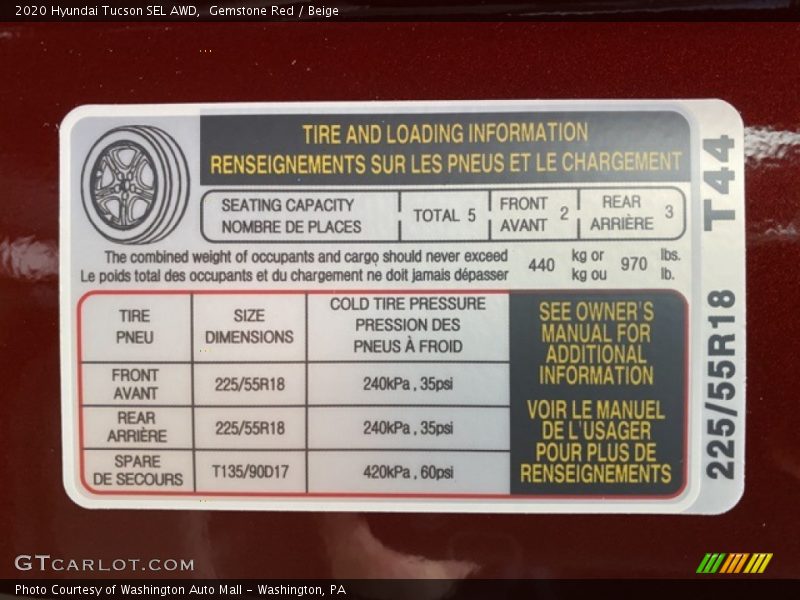 2020 Hyundai Tucson SEL AWD,  Gemstone Red / Beige
TIRE AND LOADING INFORMATION
RENSEIGNEMENTS SUR LES PNEUS ET LE CHARGEMENT
SEATING CAPACITY
NOMBRE DE PLACES
TOTAL 5
FRONT
AVANT 2
REAR
ARRIÈRE 3
The combined weight of occupants and cargo should never exceed 440 kg or 970 lbs.
Le poids total des occupants et du chargement ne doit jamais dépasser kg ou lb.
TIRE
PNEU
SIZE
DIMENSIONS
COLD TIRE PRESSURE
PRESSION DES
PNEUS À FROID
FRONT
AVANT
225/55R18
240kPa , 35psi
REAR
ARRIÈRE
225/55R18
240kPa , 35psi
SPARE
DE SECOURS
T135/90D17
420kPa , 60psi
SEE OWNER'S
MANUAL FOR
ADDITIONAL
INFORMATION
VOIR LE MANUEL
DE L'USAGER
POUR PLUS DE
RENSEIGNEMENTS
225/55R18 T44
GTCARLOT.COM
Photo Courtesy of Washington Auto Mall - Washington, PA